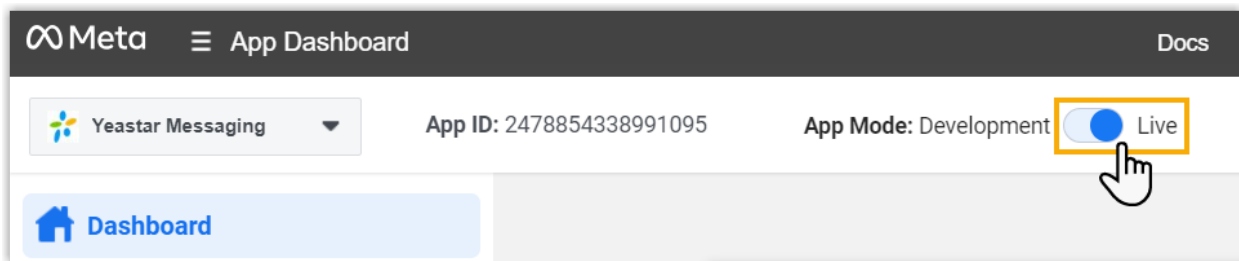 Meta ☰ App Dashboard Docs
Yeastar Messaging App ID: 2478854338991095 App Mode: Development Live
Dashboard